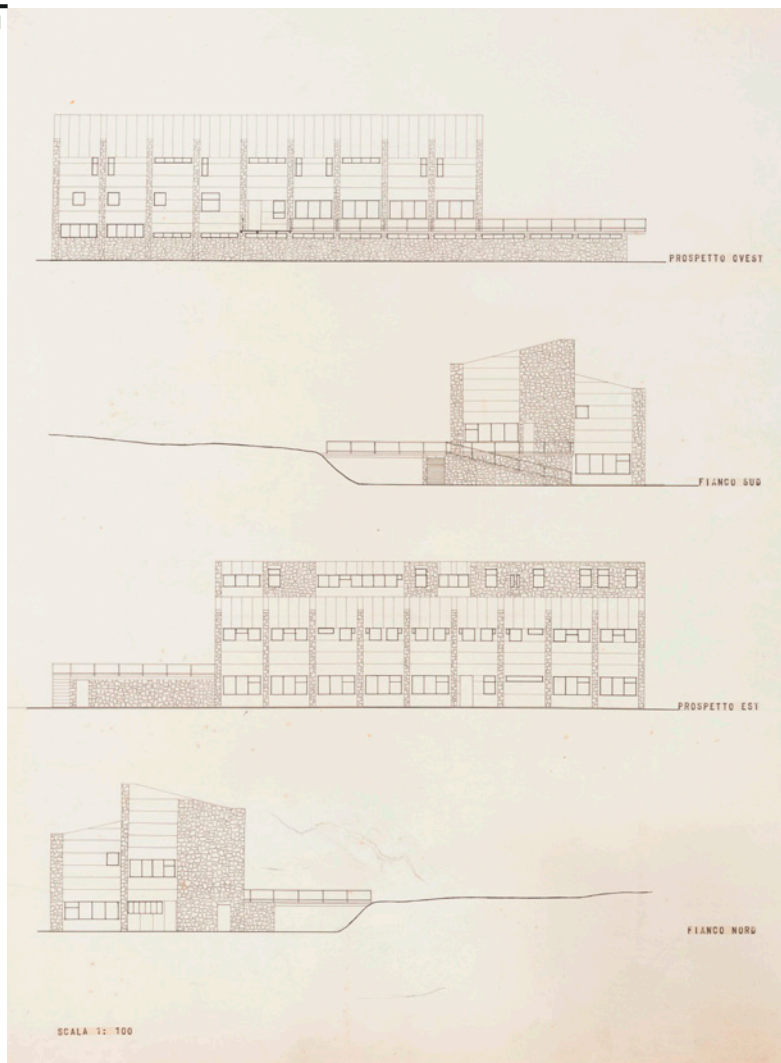 PROSPETTO OVEST
FIANCO SUD
PROSPETTO EST
FIANCO NORD
SCALA 1: 100